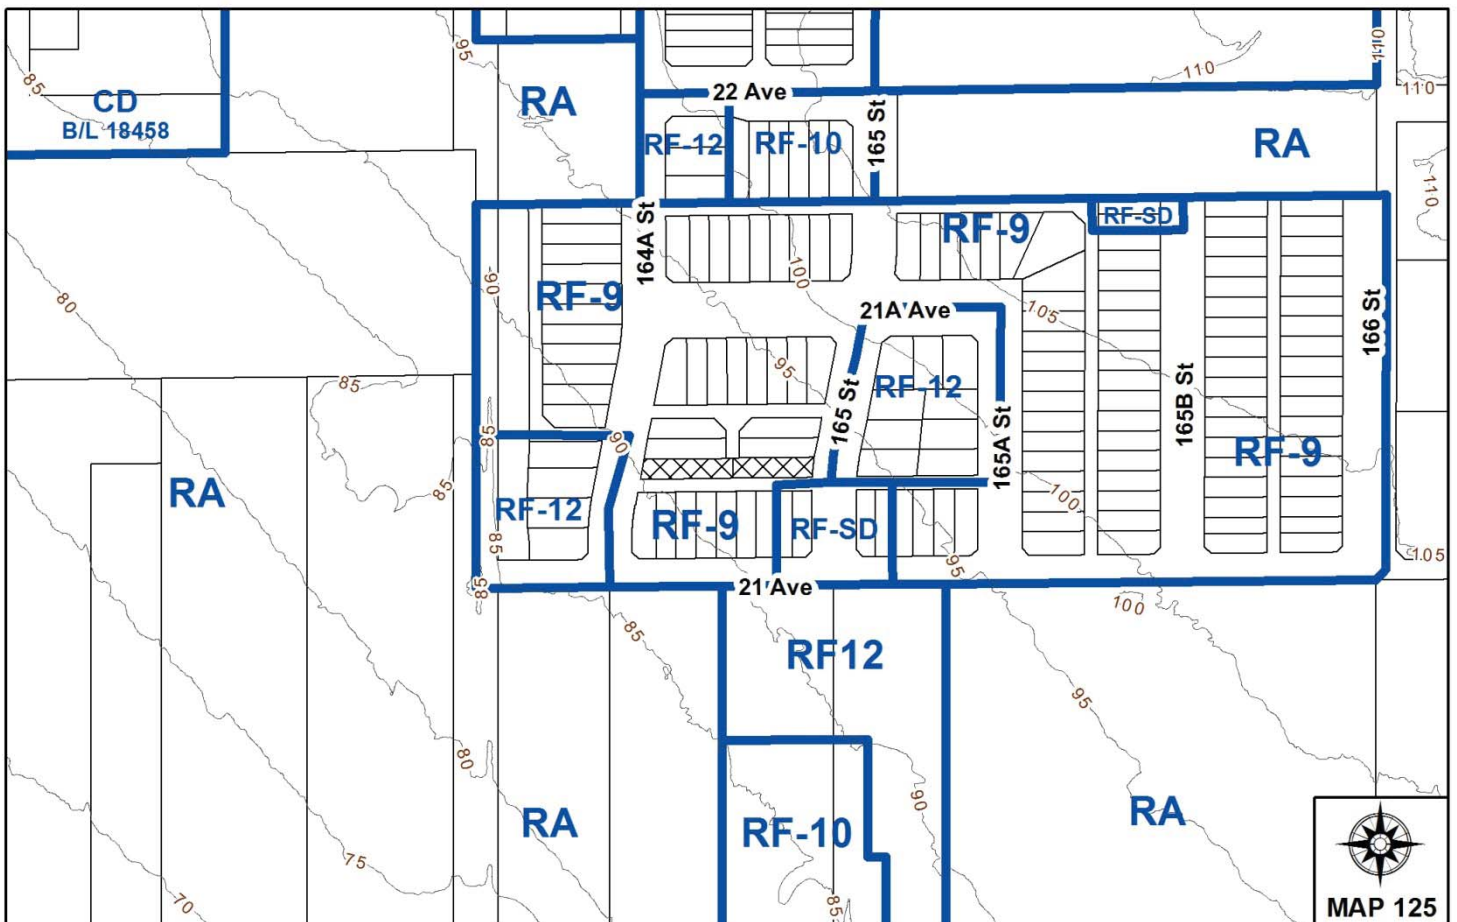 95
110
85
CD
B/L 18458
RA
22 Ave
110
110
165 St
RF-12
RF-10
RA
110
164A St
RF-9
RF-SD
90
RF-9
100
80
21A Ave
105
166 St
85
95
RF-12
165 St
165B St
85
90
165A St
RF-9
RA
85
RF-12
RF-9
RF-SD
100
85
95
105
85
21 Ave
100
85
RF12
95
80
90
RA
RF-10
RA
75
70
85
MAP 125